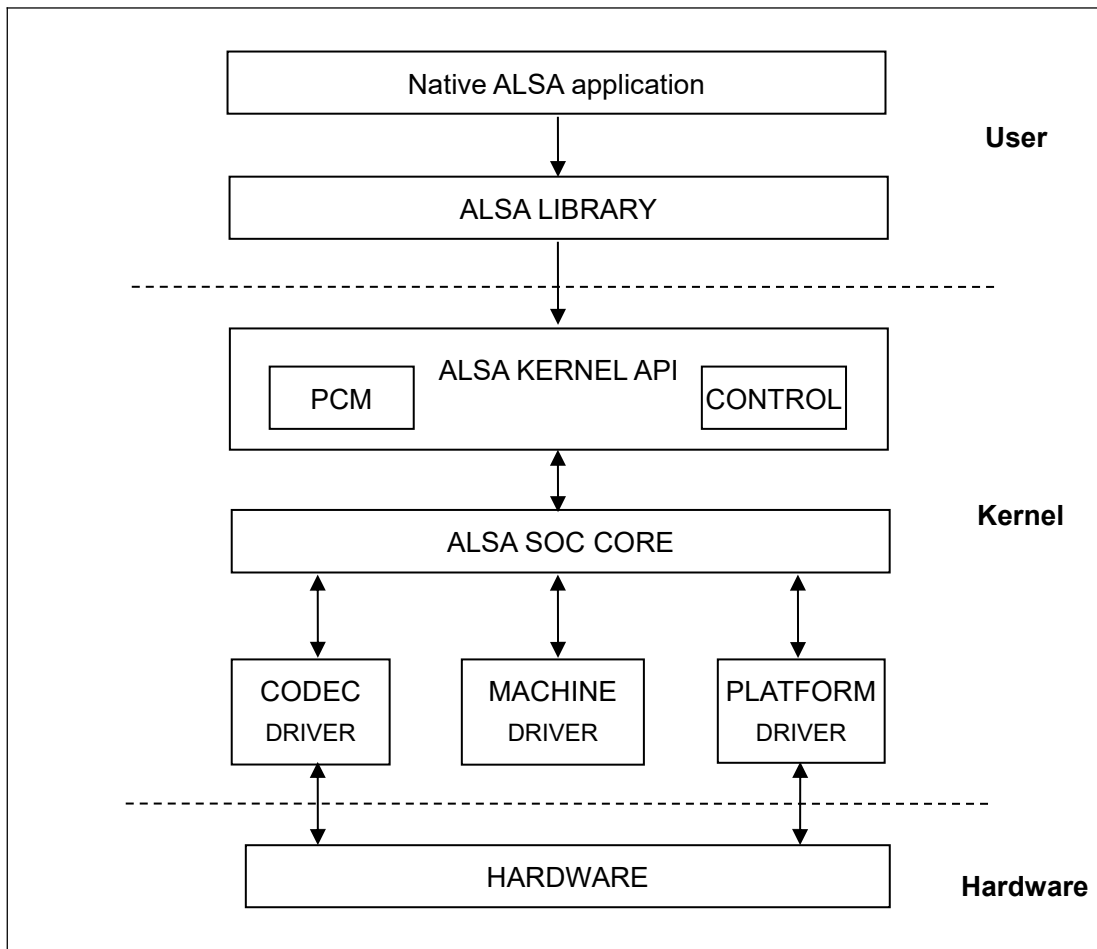 Native ALSA application
User
ALSA LIBRARY
ALSA KERNEL API
PCM
CONTROL
Kernel
ALSA SOC CORE
CODEC
DRIVER
MACHINE
DRIVER
PLATFORM
DRIVER
HARDWARE
Hardware